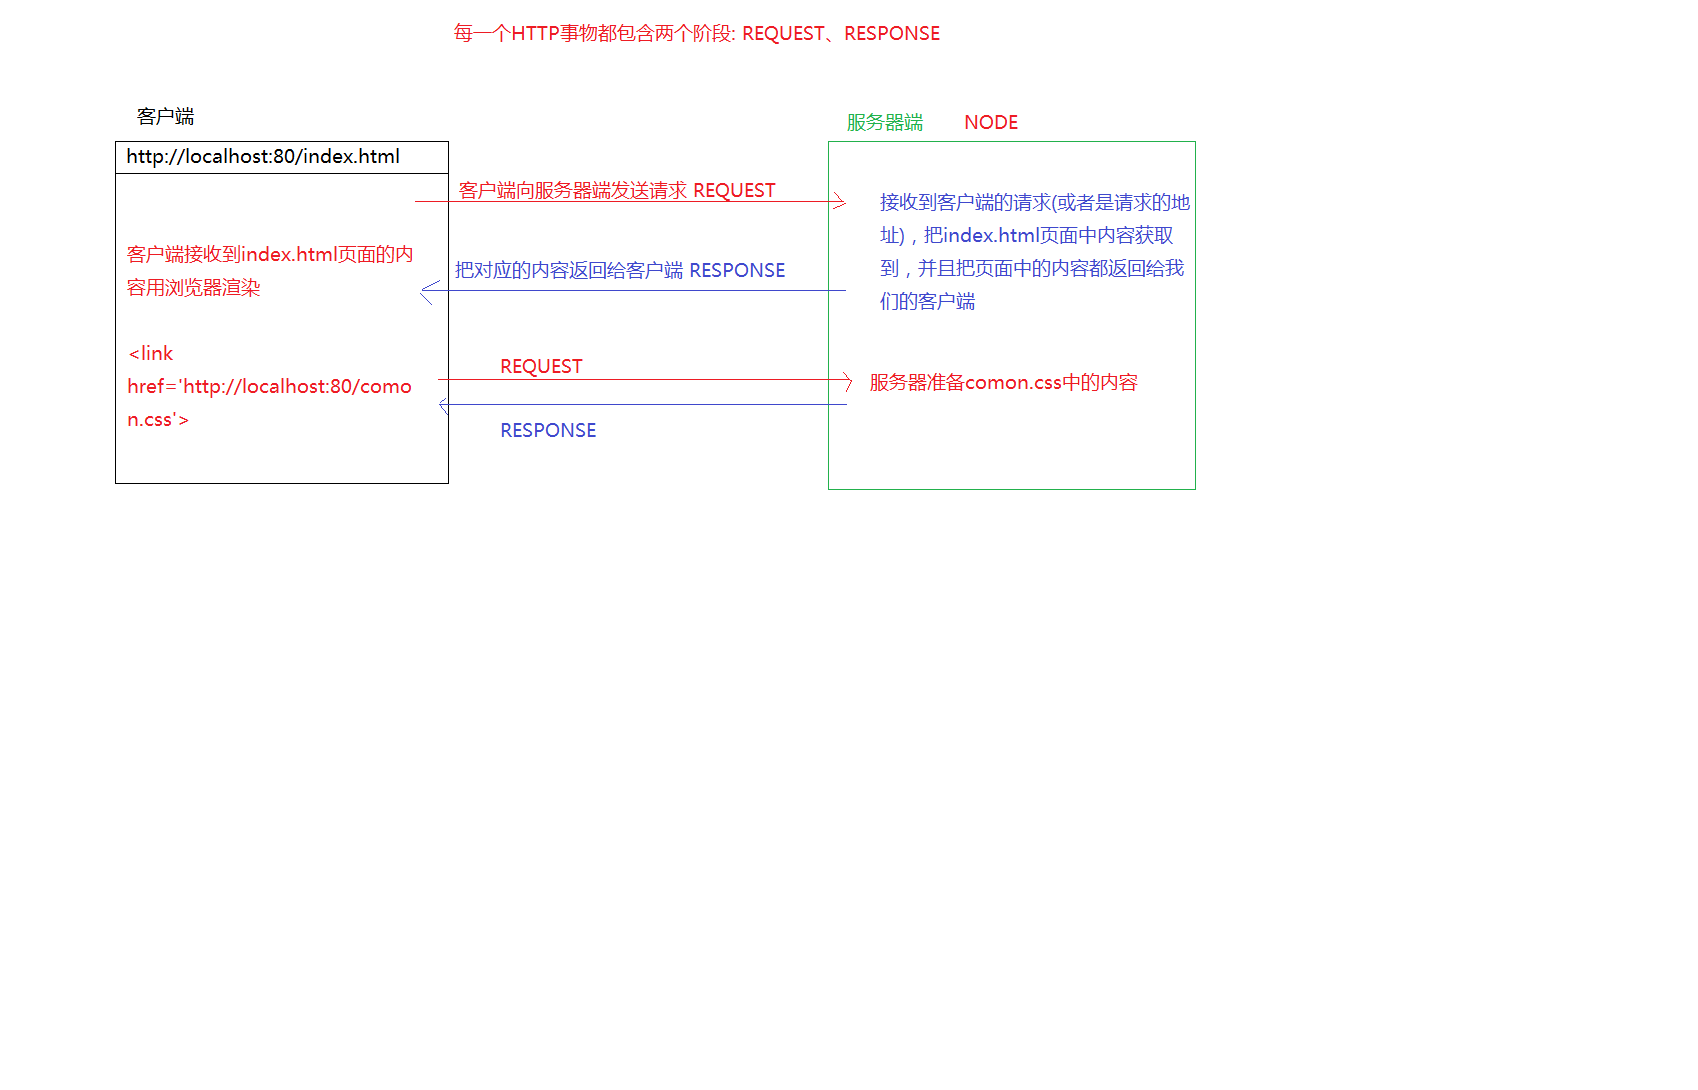 每一个HTTP事物都包含两个阶段: REQUEST、RESPONSE
客户端
服务器端 NODE
http://localhost:80/index.html
客户端向服务器端发送请求 REQUEST
接收到客户端的请求(或者是请求的地
址)，把index.html页面中内容获取
到，并且把页面中的内容都返回给我
们的客户端
客户端接收到index.html页面的内
容用浏览器渲染
把对应的内容返回给客户端 RESPONSE
<link
href='http://localhost:80/como
n.css'>
REQUEST
服务器准备comon.css中的内容
RESPONSE